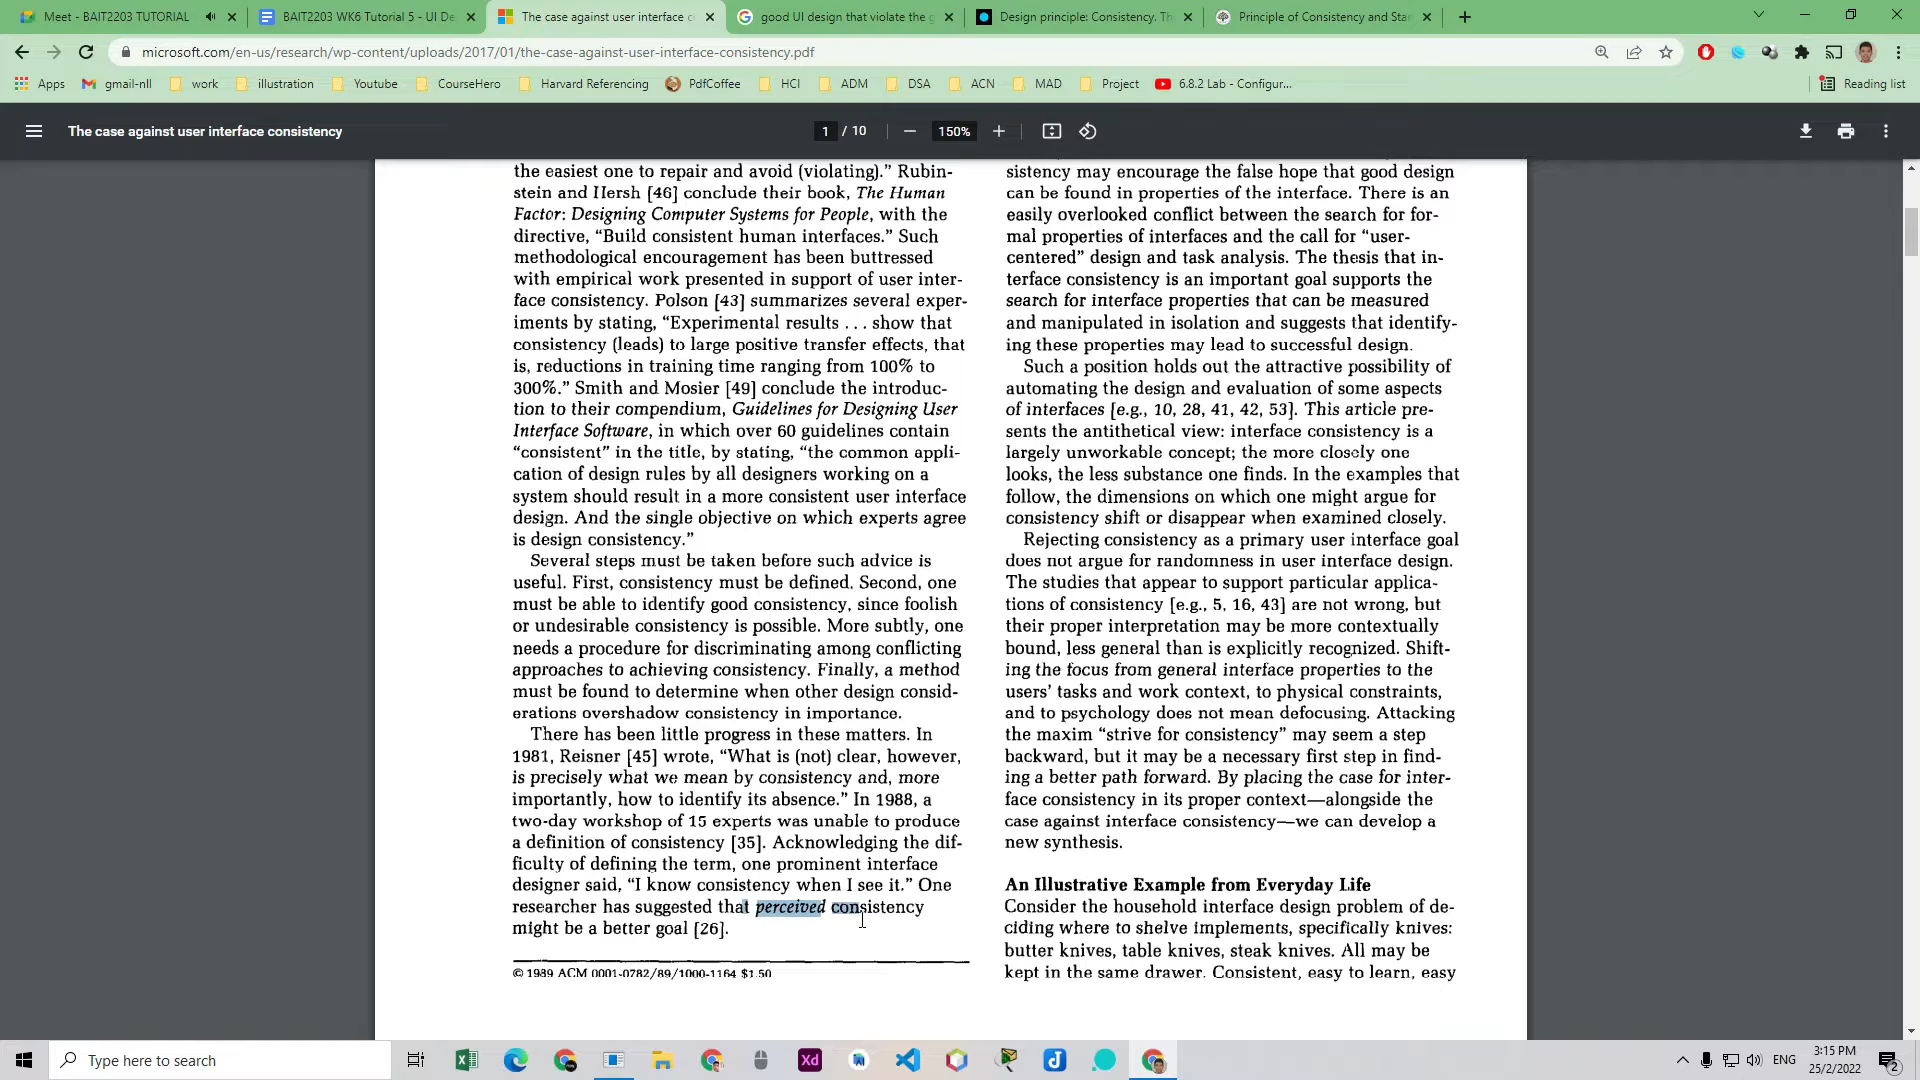 Meet - BAIT2203 TUTORIAL
BAIT2203 WK6 Tutorial 5 - UI De
The case against user interface c
good UI design that violate the g
Design principle: Consistency. Th
Principle of Consistency and Stan
microsoft.com/en-us/research/wp-content/uploads/2017/01/the-case-against-user-interface-consistency.pdf
Apps
gmail-nll
work
illustration
Youtube
CourseHero
Harvard Referencing
PdfCoffee
HCI
ADM
DSA
ACN
MAD
Project
6.8.2 Lab - Configur...
Reading list
The case against user interface consistency
1 / 10
150%
the easiest one to repair and avoid (violating)." Rubin-
stein and Hersh [46] conclude their book, The Human
Factor: Designing Computer Systems for People, with the
directive, "Build consistent human interfaces." Such
methodological encouragement has been buttressed
with empirical work presented in support of user inter-
face consistency. Polson [43] summarizes several exper-
iments by stating, "Experimental results . . . show that
consistency (leads) to large positive transfer effects, that
is, reductions in training time ranging from 100% to
300%." Smith and Mosier [49] conclude the introduc-
tion to their compendium, Guidelines for Designing User
Interface Software, in which over 60 guidelines contain
"consistent" in the title, by stating, "the common appli-
cation of design rules by all designers working on a
system should result in a more consistent user interface
design. And the single objective on which experts agree
is design consistency."
Several steps must be taken before such advice is
useful. First, consistency must be defined. Second, one
must be able to identify good consistency, since foolish
or undesirable consistency is possible. More subtly, one
needs a procedure for discriminating among conflicting
approaches to achieving consistency. Finally, a method
must be found to determine when other design consid-
erations overshadow consistency in importance.
There has been little progress in these matters. In
1981, Reisner [45] wrote, "What is (not) clear, however,
is precisely what we mean by consistency and, more
importantly, how to identify its absence." In 1988, a
two-day workshop of 15 experts was unable to produce
a definition of consistency [35]. Acknowledging the dif-
ficulty of defining the term, one prominent interface
designer said, "I know consistency when I see it." One
researcher has suggested that perceived consistency
might be a better goal [26].
© 1989 ACM 0001-0782/89/1000-1164 $1.50
sistency may encourage the false hope that good design
can be found in properties of the interface. There is an
easily overlooked conflict between the search for for-
mal properties of interfaces and the call for "user-
centered" design and task analysis. The thesis that in-
terface consistency is an important goal supports the
search for interface properties that can be measured
and manipulated in isolation and suggests that identify-
ing these properties may lead to successful design.
Such a position holds out the attractive possibility of
automating the design and evaluation of some aspects
of interfaces [e.g., 10, 28, 41, 42, 53]. This article pre-
sents the antithetical view: interface consistency is a
largely unworkable concept; the more closely one
looks, the less substance one finds. In the examples that
follow, the dimensions on which one might argue for
consistency shift or disappear when examined closely.
Rejecting consistency as a primary user interface goal
does not argue for randomness in user interface design.
The studies that appear to support particular applica-
tions of consistency [e.g., 5, 16, 43] are not wrong, but
their proper interpretation may be more contextually
bound, less general than is explicitly recognized. Shift-
ing the focus from general interface properties to the
users' tasks and work context, to physical constraints,
and to psychology does not mean defocusing. Attacking
the maxim "strive for consistency" may seem a step
backward, but it may be a necessary first step in find-
ing a better path forward. By placing the case for inter-
face consistency in its proper context—alongside the
case against interface consistency—we can develop a
new synthesis.
An Illustrative Example from Everyday Life
Consider the household interface design problem of de-
ciding where to shelve implements, specifically knives:
butter knives, table knives, steak knives. All may be
kept in the same drawer. Consistent, easy to learn, easy
Type here to search
Xd
ENG
3:15 PM
25/2/2022
2